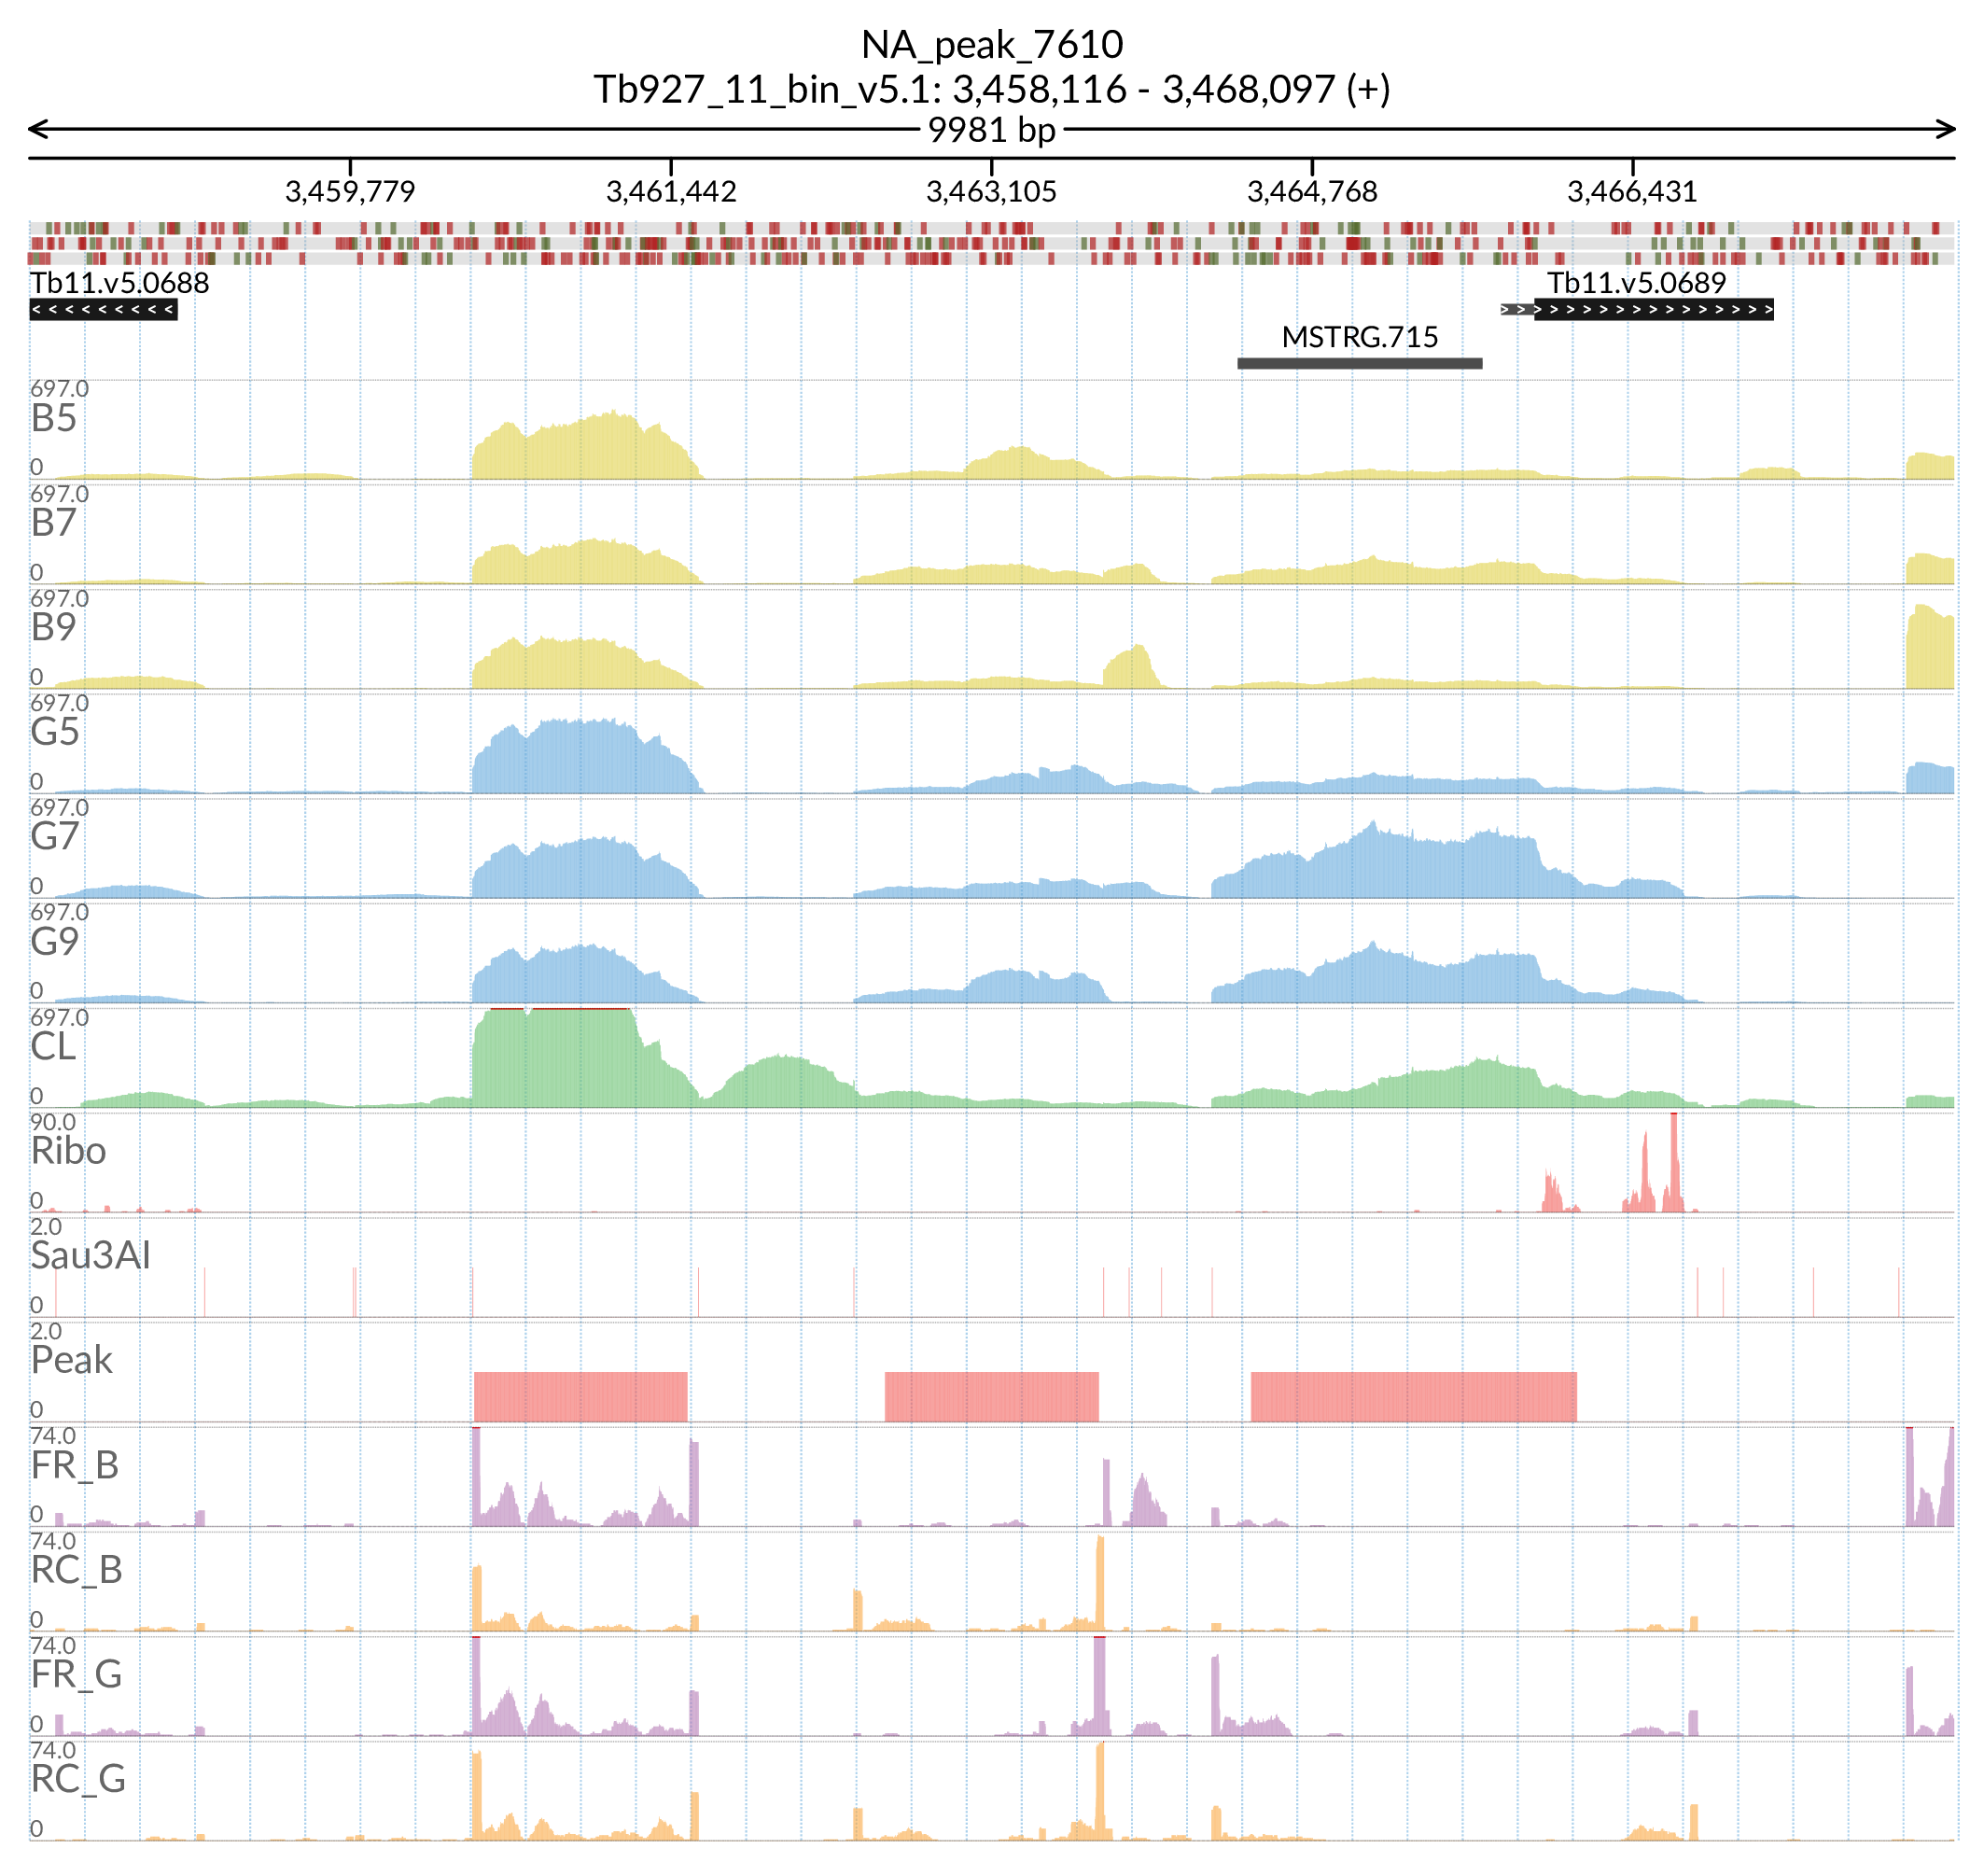 NA_peak_7610
Tb927_11_bin_v5.1: 3,458,116 - 3,468,097 (+)
9981 bp
3,459,779 3,461,442 3,463,105 3,464,768 3,466,431
Tb11.v5.0688 Tb11.v5.0689
MSTRG.715
697.0
B5
0
697.0
B7
0
697.0
B9
0
697.0
G5
0
697.0
G7
0
697.0
G9
0
697.0
CL
0
90.0
Ribo
0
2.0
Sau3AI
0
2.0
Peak
0
74.0
FR_B
0
74.0
RC_B
0
74.0
FR_G
0
74.0
RC_G
0